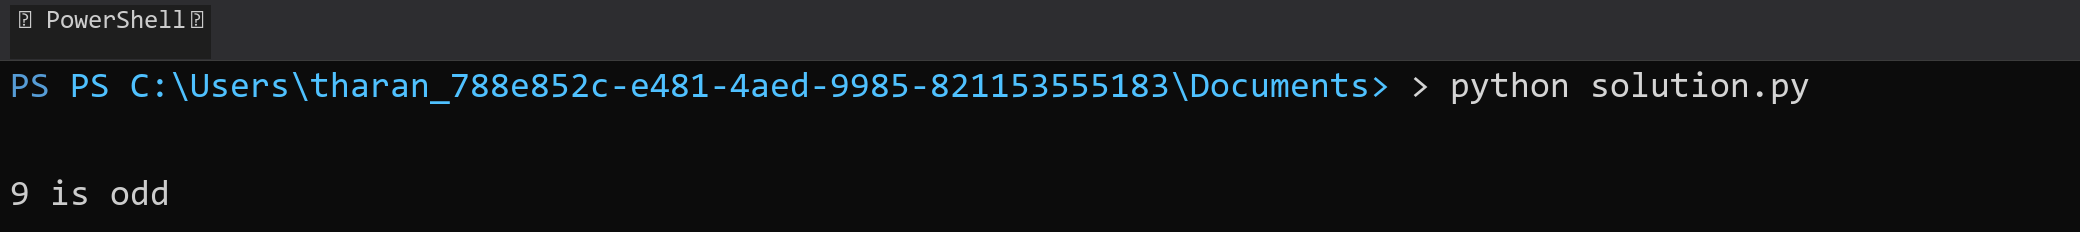 PowerShell
PS PS C:\Users\tharan_788e852c-e481-4aed-9985-821153555183\Documents> > python solution.py
9 is odd